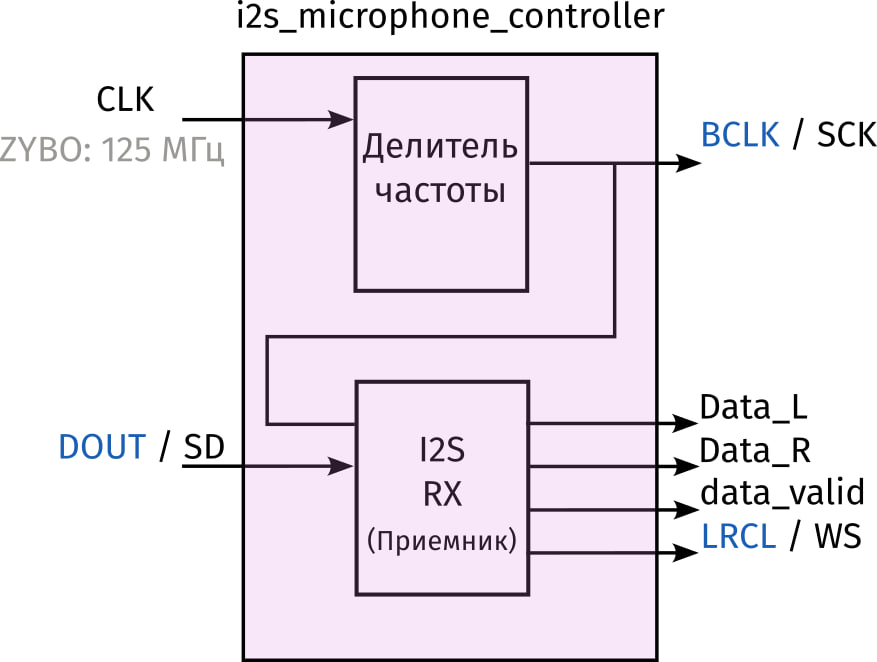 i2s_microphone_controller
CLK
ZYBO: 125 МГц
Делитель
частоты
BCLK / SCK
DOUT / SD
I2S
RX
(Приемник)
Data_L
Data_R
data_valid
LRCL / WS